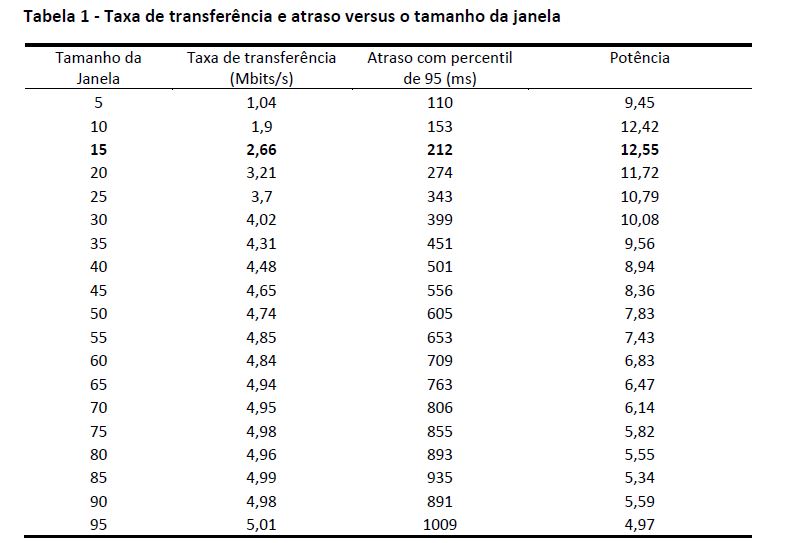 Tabela 1 - Taxa de transferência e atraso versus o tamanho da janela
Tamanho da Janela Taxa de transferência (Mbits/s) Atraso com percentil de 95 (ms) Potência
5 1,04 110 9,45
10 1,9 153 12,42
15 2,66 212 12,55
20 3,21 274 11,72
25 3,7 343 10,79
30 4,02 399 10,08
35 4,31 451 9,56
40 4,48 501 8,94
45 4,65 556 8,36
50 4,74 605 7,83
55 4,85 653 7,43
60 4,84 709 6,83
65 4,94 763 6,47
70 4,95 806 6,14
75 4,98 855 5,82
80 4,96 893 5,55
85 4,99 935 5,34
90 4,98 891 5,59
95 5,01 1009 4,97